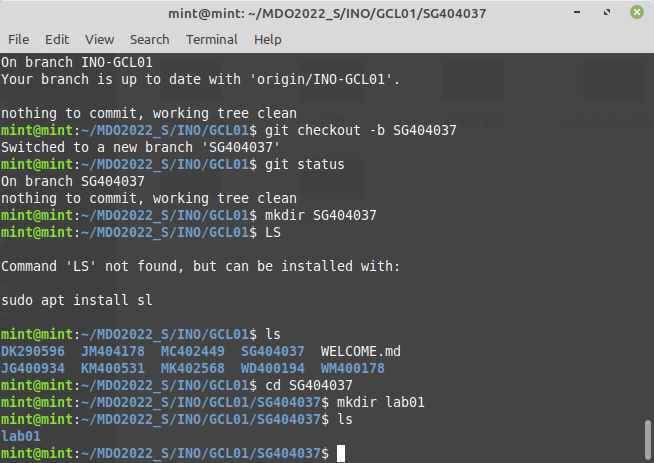 mint@mint: ~/MDO2022_S/INO/GCL01/SG404037
File Edit View Search Terminal Help
On branch INO-GCL01
Your branch is up to date with 'origin/INO-GCL01'.
nothing to commit, working tree clean
mint@mint:~/MDO2022_S/INO/GCL01$ git checkout -b SG404037
Switched to a new branch 'SG404037'
mint@mint:~/MDO2022_S/INO/GCL01$ git status
On branch SG404037
nothing to commit, working tree clean
mint@mint:~/MDO2022_S/INO/GCL01$ mkdir SG404037
mint@mint:~/MDO2022_S/INO/GCL01$ LS
Command 'LS' not found, but can be installed with:
sudo apt install sl
mint@mint:~/MDO2022_S/INO/GCL01$ ls
DK290596 JM404178 MC402449 SG404037 WELCOME.md
JG400934 KM400531 MK402568 WD400194 WM400178
mint@mint:~/MDO2022_S/INO/GCL01$ cd SG404037
mint@mint:~/MDO2022_S/INO/GCL01/SG404037$ mkdir lab01
mint@mint:~/MDO2022_S/INO/GCL01/SG404037$ ls
lab01
mint@mint:~/MDO2022_S/INO/GCL01/SG404037$